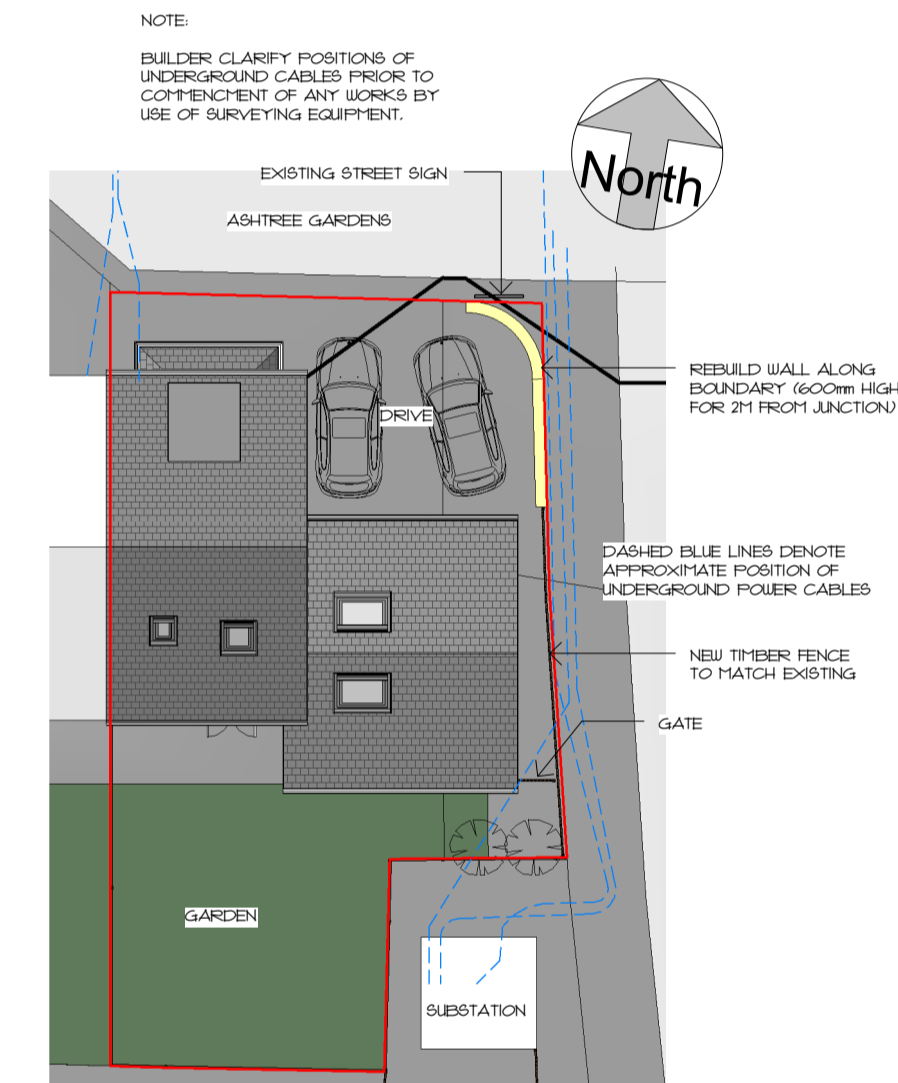 NOTE:
BUILDER CLARIFY POSITIONS OF
UNDERGROUND CABLES PRIOR TO
COMMENCMENT OF ANY WORKS BY
USE OF SURVEYING EQUIPMENT.
North
EXISTING STREET SIGN
ASHTREE GARDENS
REBUILD WALL ALONG
BOUNDARY (600mm HIGH
FOR 2M FROM JUNCTION)
DRIVE
DASHED BLUE LINES DENOTE
APPROXIMATE POSITION OF
UNDERGROUND POWER CABLES
NEW TIMBER FENCE
TO MATCH EXISTING
GATE
GARDEN
SUBSTATION